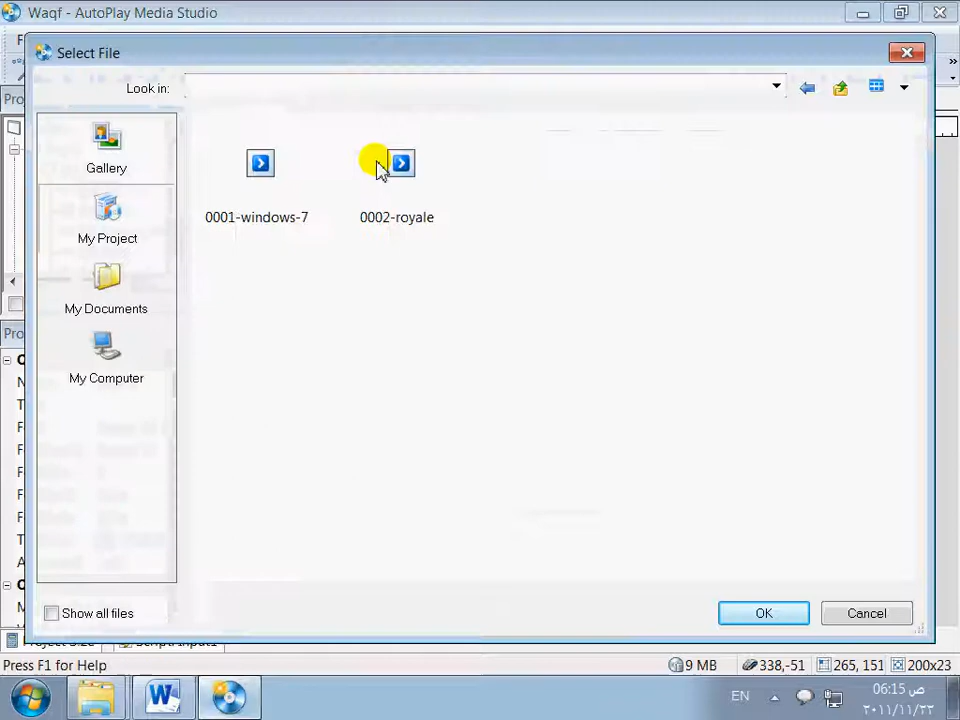 Waqf - AutoPlay Media Studio
Select File
Look in:
Gallery
My Project
My Documents
My Computer
0001-windows-7
0002-royale
Show all files
OK
Cancel
Press F1 for Help
9 MB
338,-51
265, 151
200x23
EN
06:15 ص
٢٠١١/١١/٢٢